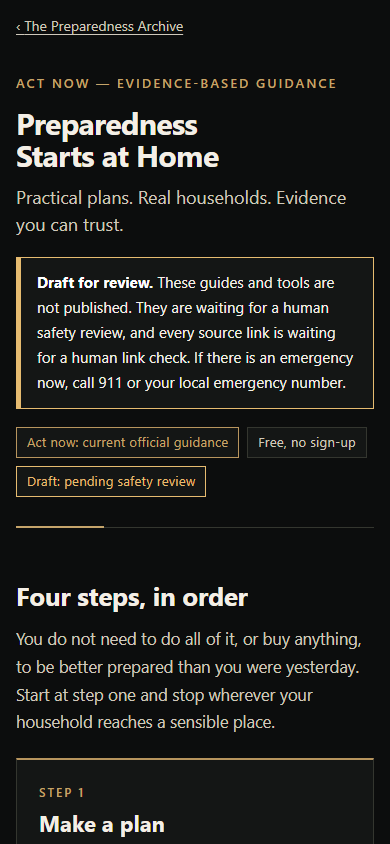 ‹ The Preparedness Archive
ACT NOW — EVIDENCE-BASED GUIDANCE
Preparedness
Starts at Home
Practical plans. Real households. Evidence
you can trust.
Draft for review. These guides and tools are
not published. They are waiting for a human
safety review, and every source link is waiting
for a human link check. If there is an emergency
now, call 911 or your local emergency number.
Act now: current official guidance
Free, no sign-up
Draft: pending safety review
Four steps, in order
You do not need to do all of it, or buy anything,
to be better prepared than you were yesterday.
Start at step one and stop wherever your
household reaches a sensible place.
STEP 1
Make a plan